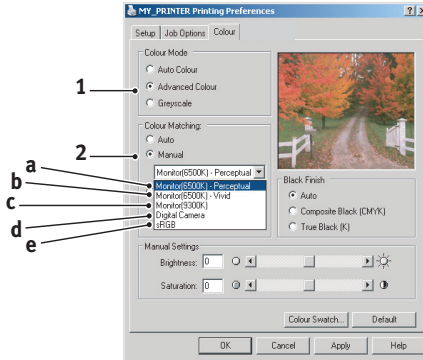 MY_PRINTER Printing Preferences
Setup Job Options Colour
Colour Mode
Auto Colour
1
Advanced Colour
Greyscale
Colour Matching:
Auto
2
Manual
Monitor(6500K) - Perceptual
a
Monitor(6500K) - Perceptual
b
Monitor(6500K) - Vivid
c
Monitor(9300K)
d
Digital Camera
e
sRGB
Black Finish
Auto
Composite Black (CMYK)
True Black (K)
Manual Settings
Brightness: 0
Saturation: 0
Colour Swatch... Default
OK Cancel Apply Help